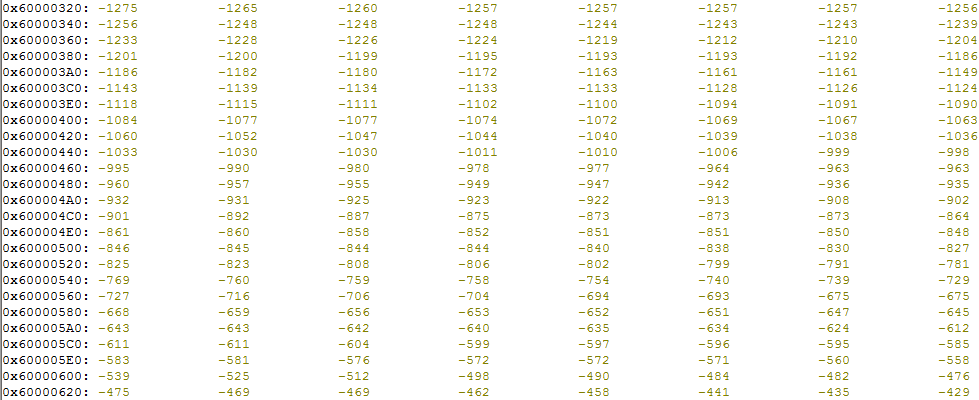 0x60000320: -1275 -1265 -1260 -1257 -1257 -1257 -1257 -1256
0x60000340: -1256 -1248 -1248 -1248 -1244 -1243 -1243 -1239
0x60000360: -1233 -1228 -1226 -1224 -1219 -1212 -1210 -1204
0x60000380: -1201 -1200 -1199 -1195 -1193 -1193 -1192 -1186
0x600003A0: -1186 -1182 -1180 -1172 -1163 -1161 -1161 -1149
0x600003C0: -1143 -1139 -1134 -1133 -1133 -1128 -1126 -1124
0x600003E0: -1118 -1115 -1111 -1102 -1100 -1094 -1091 -1090
0x60000400: -1084 -1077 -1077 -1074 -1072 -1069 -1067 -1063
0x60000420: -1060 -1052 -1047 -1044 -1040 -1039 -1038 -1036
0x60000440: -1033 -1030 -1030 -1011 -1010 -1006 -999 -998
0x60000460: -995 -990 -980 -978 -977 -964 -963 -963
0x60000480: -960 -957 -955 -949 -947 -942 -936 -935
0x600004A0: -932 -931 -925 -923 -922 -913 -908 -902
0x600004C0: -901 -892 -887 -875 -873 -873 -873 -864
0x600004E0: -861 -860 -858 -852 -851 -851 -850 -848
0x60000500: -846 -845 -844 -844 -840 -838 -830 -827
0x60000520: -825 -823 -808 -806 -802 -799 -791 -781
0x60000540: -769 -760 -759 -758 -754 -740 -739 -729
0x60000560: -727 -716 -706 -704 -694 -693 -675 -675
0x60000580: -668 -659 -656 -653 -652 -651 -647 -645
0x600005A0: -643 -643 -642 -640 -635 -634 -624 -612
0x600005C0: -611 -611 -604 -599 -597 -596 -595 -585
0x600005E0: -583 -581 -576 -572 -572 -571 -560 -558
0x60000600: -539 -525 -512 -498 -490 -484 -482 -476
0x60000620: -475 -469 -469 -462 -458 -441 -435 -429